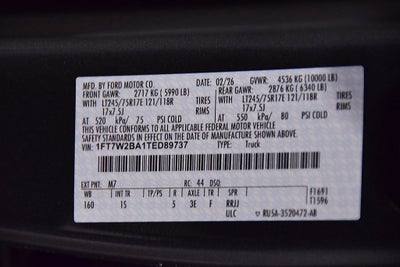 MFD. BY FORD MOTOR CO. 02/26 GVWR: 4536 KG (10000 LB)
FRONT GAWR: 2717 KG ( 5990 LB) REAR GAWR: 2876 KG ( 6340 LB)
WITH LT245/75R17E 121/118R TIRES WITH LT245/75R17E 121/118R TIRES
17x7.5J RIMS 17x7.5J RIMS
AT 520 kPa/ 75 PSI COLD AT 550 kPa/ 80 PSI COLD
THIS VEHICLE CONFORMS TO ALL APPLICABLE FEDERAL MOTOR VEHICLE
SAFETY STANDARDS IN EFFECT ON THE DATE OF MANUFACTURE SHOWN ABOVE.
VIN: 1FT7W2BA1TED89737 TYPE: Truck
EXT PNT: M7 RC: 44 DSO:
WB INT TR TP/PS R AXLE TR SPR F1691
160 15 5 3E F RRJJ T1596
ULC RU5A-3520472-AB